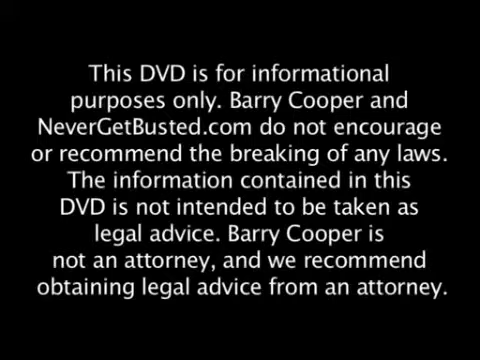 This DVD is for informational
purposes only. Barry Cooper and
NeverGetBusted.com do not encourage
or recommend the breaking of any laws.
The information contained in this
DVD is not intended to be taken as
legal advice. Barry Cooper is
not an attorney, and we recommend
obtaining legal advice from an attorney.